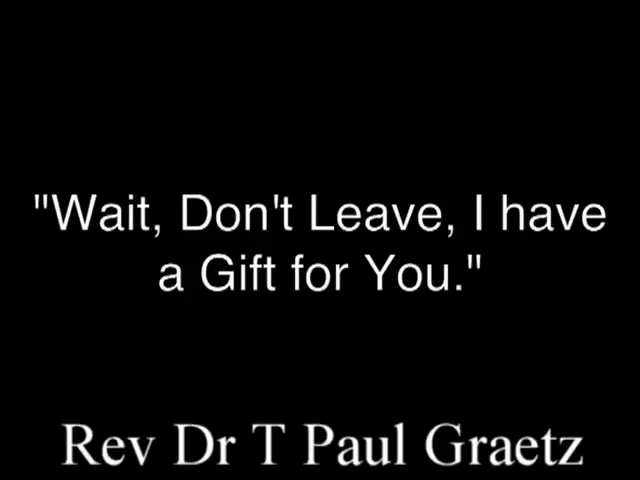 "Wait, Don't Leave, I have
a Gift for You."
Rev Dr T Paul Graetz